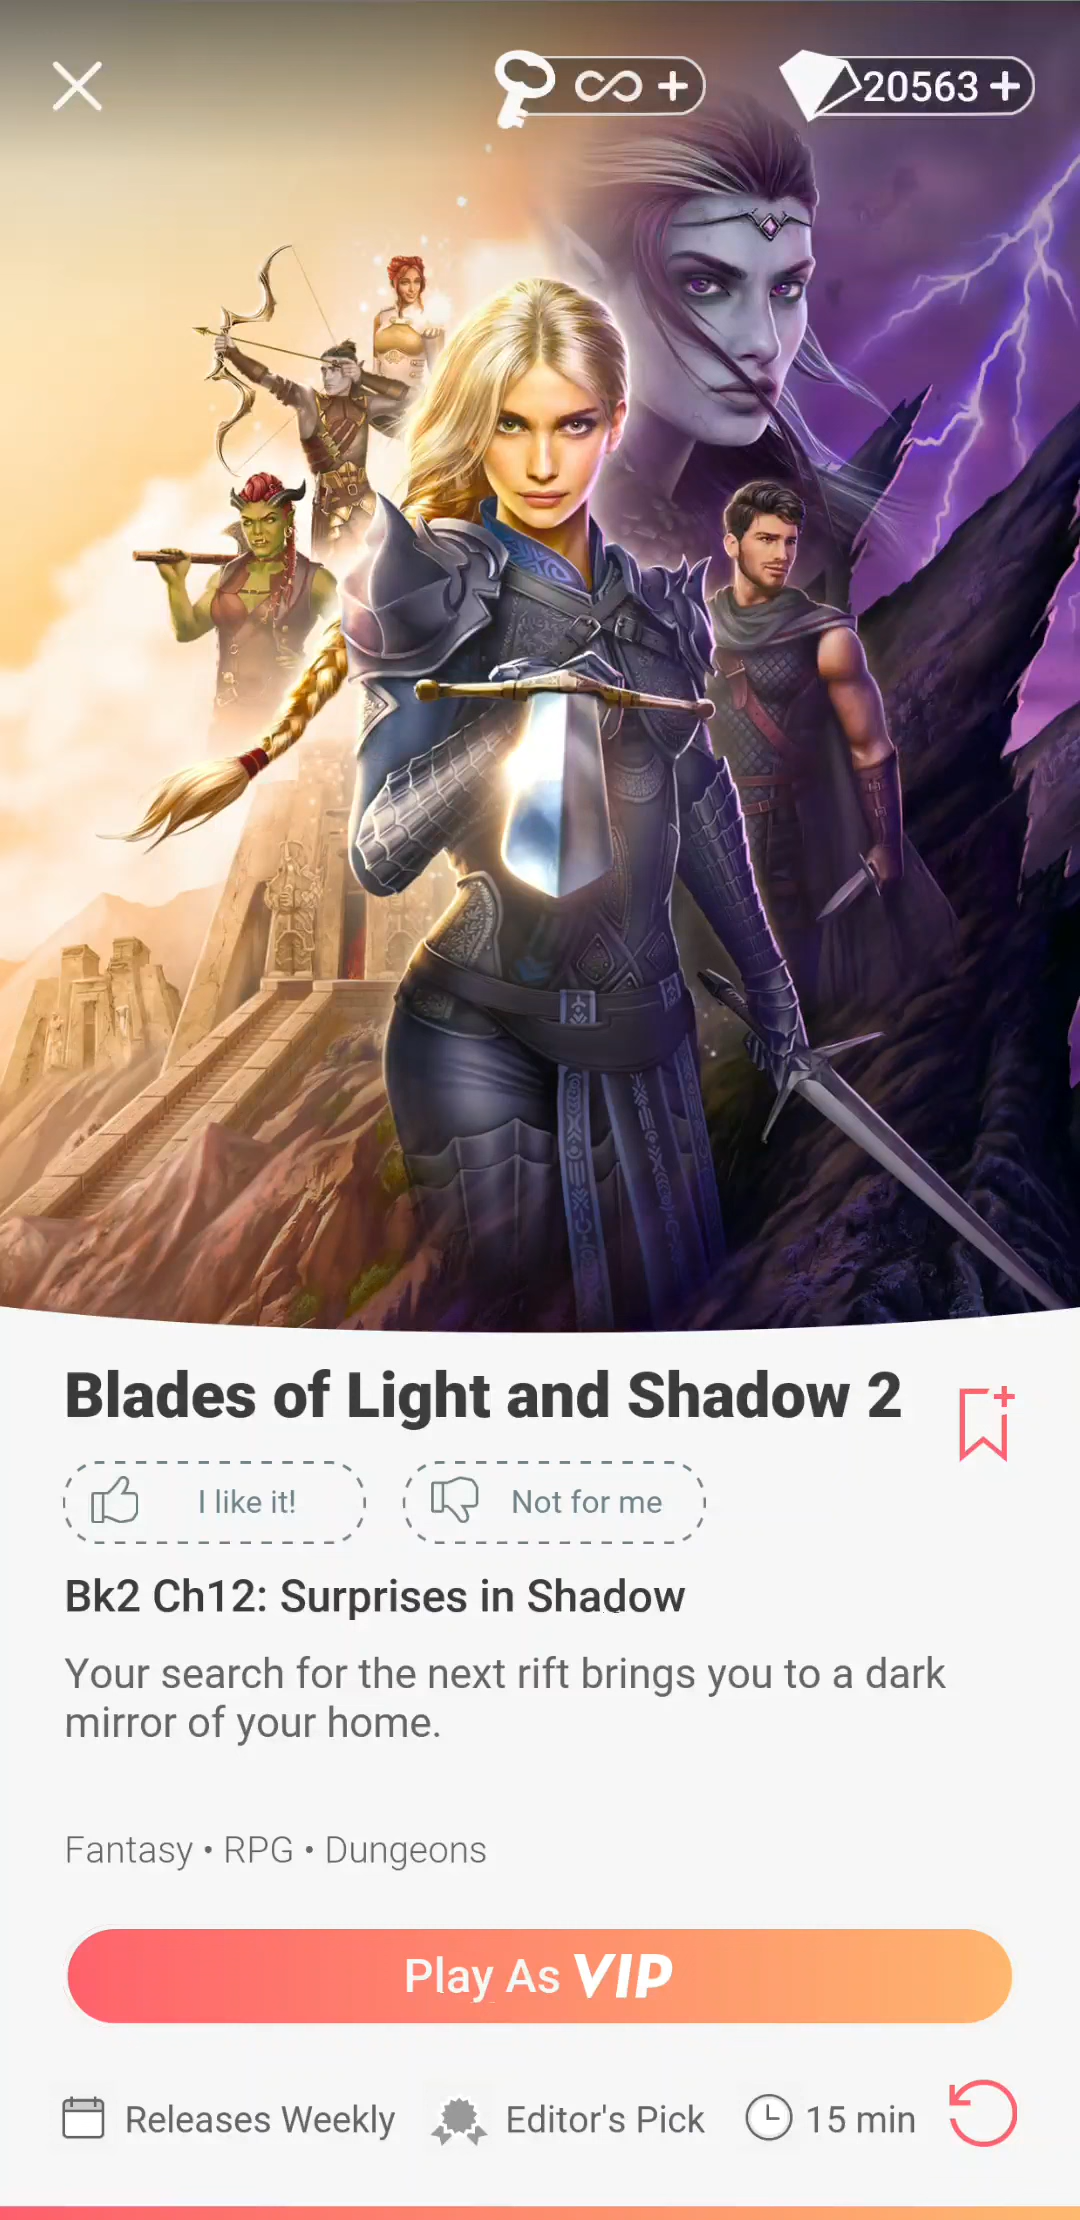 ∞ +
20563 +
Blades of Light and Shadow 2
I like it!
Not for me
Bk2 Ch12: Surprises in Shadow
Your search for the next rift brings you to a dark
mirror of your home.
Fantasy • RPG • Dungeons
Play As VIP
Releases Weekly
Editor's Pick
15 min